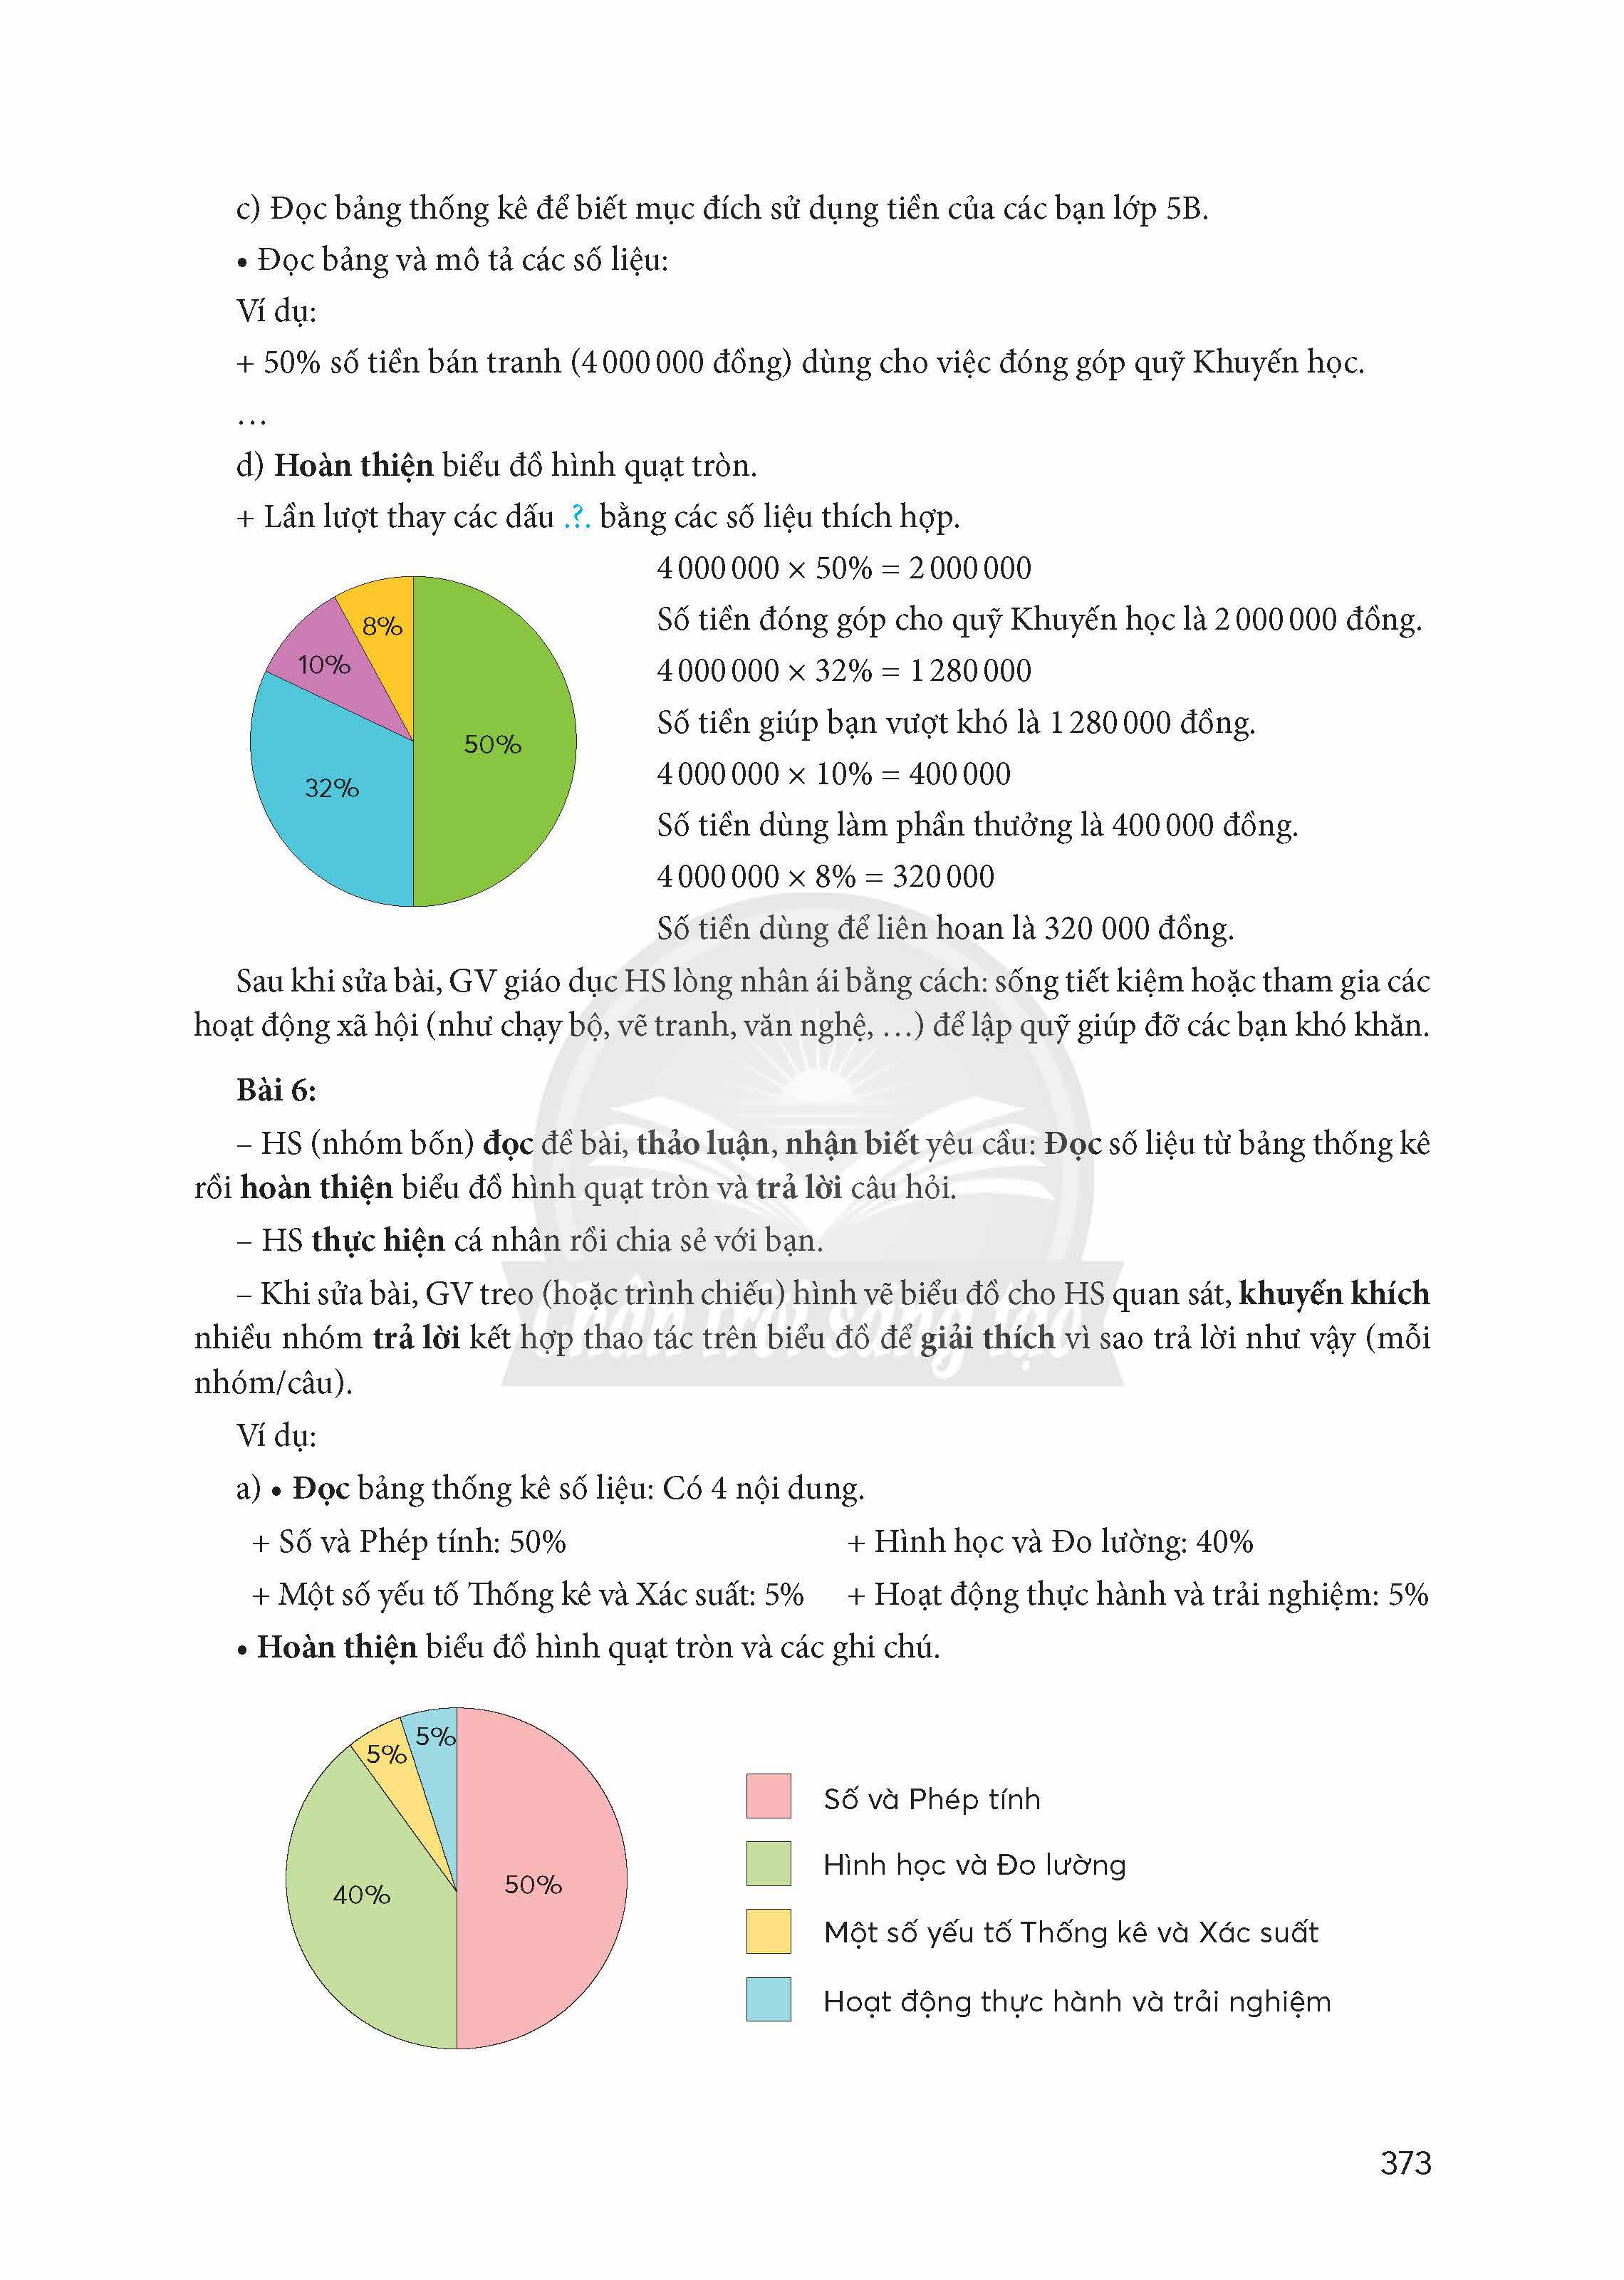 c) Đọc bảng thống kê để biết mục đích sử dụng tiền của các bạn lớp 5B.
• Đọc bảng và mô tả các số liệu:
Ví dụ:
+ 50% số tiền bán tranh (4 000 000 đồng) dùng cho việc đóng góp quỹ Khuyến học.
…
d) Hoàn thiện biểu đồ hình quạt tròn.
+ Lần lượt thay các dấu .?. bằng các số liệu thích hợp.
8%
10%
50%
32%
4 000 000 × 50% = 2 000 000
Số tiền đóng góp cho quỹ Khuyến học là 2 000 000 đồng.
4 000 000 × 32% = 1 280 000
Số tiền giúp bạn vượt khó là 1 280 000 đồng.
4 000 000 × 10% = 400 000
Số tiền dùng làm phần thưởng là 400 000 đồng.
4 000 000 × 8% = 320 000
Số tiền dùng để liên hoan là 320 000 đồng.
Sau khi sửa bài, GV giáo dục HS lòng nhân ái bằng cách: sống tiết kiệm hoặc tham gia các
hoạt động xã hội (như chạy bộ, vẽ tranh, văn nghệ, …) để lập quỹ giúp đỡ các bạn khó khăn.
Bài 6:
– HS (nhóm bốn) đọc đề bài, thảo luận, nhận biết yêu cầu: Đọc số liệu từ bảng thống kê
rồi hoàn thiện biểu đồ hình quạt tròn và trả lời câu hỏi.
– HS thực hiện cá nhân rồi chia sẻ với bạn.
– Khi sửa bài, GV treo (hoặc trình chiếu) hình vẽ biểu đồ cho HS quan sát, khuyến khích
nhiều nhóm trả lời kết hợp thao tác trên biểu đồ để giải thích vì sao trả lời như vậy (mỗi
nhóm/câu).
Chân trời sáng tạo
Ví dụ:
a) • Đọc bảng thống kê số liệu: Có 4 nội dung.
+ Số và Phép tính: 50% + Hình học và Đo lường: 40%
+ Một số yếu tố Thống kê và Xác suất: 5% + Hoạt động thực hành và trải nghiệm: 5%
• Hoàn thiện biểu đồ hình quạt tròn và các ghi chú.
5%
5%
40%
50%
Số và Phép tính
Hình học và Đo lường
Một số yếu tố Thống kê và Xác suất
Hoạt động thực hành và trải nghiệm
373